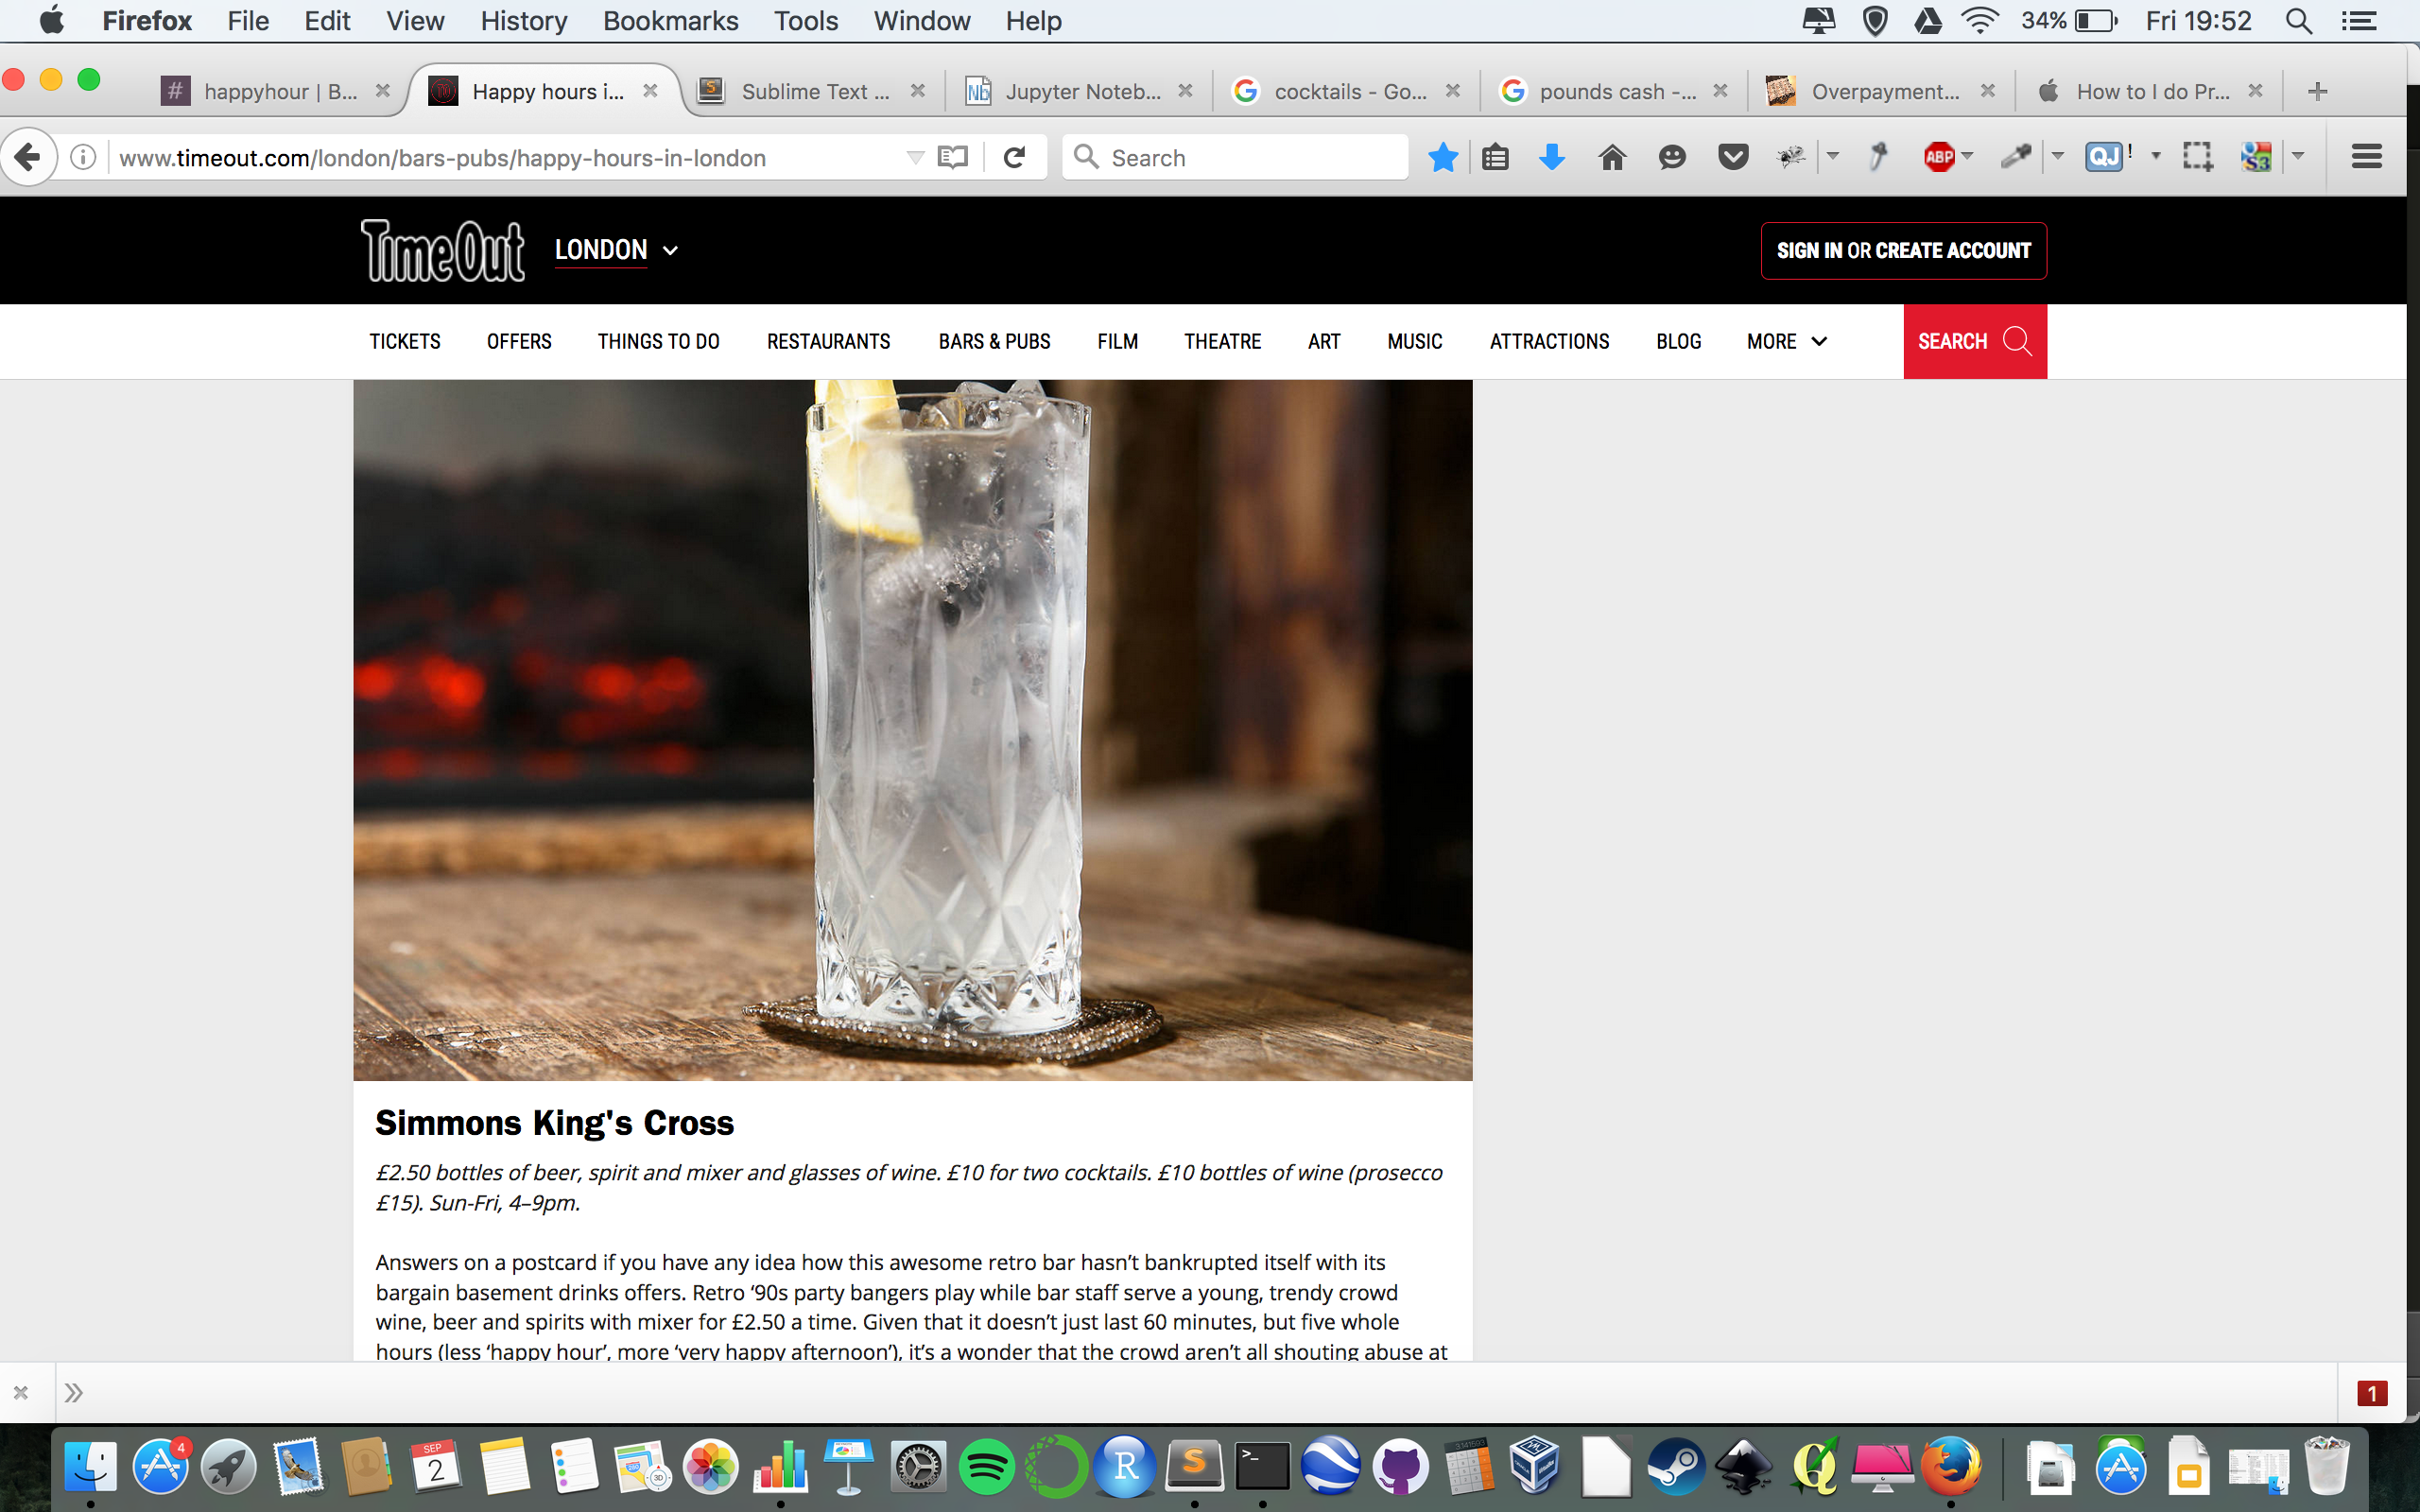 Firefox File Edit View History Bookmarks Tools Window Help 34% Fri 19:52
# happyhour | B... Happy hours i... Sublime Text ... Jupyter Noteb... cocktails - Go... pounds cash -... Overpayment... How to I do Pr...
www.timeout.com/london/bars-pubs/happy-hours-in-london Search ABP QJ ! S3
TimeOut LONDON SIGN IN OR CREATE ACCOUNT
TICKETS OFFERS THINGS TO DO RESTAURANTS BARS & PUBS FILM THEATRE ART MUSIC ATTRACTIONS BLOG MORE SEARCH
Simmons King's Cross
£2.50 bottles of beer, spirit and mixer and glasses of wine. £10 for two cocktails. £10 bottles of wine (prosecco
£15). Sun-Fri, 4–9pm.
Answers on a postcard if you have any idea how this awesome retro bar hasn’t bankrupted itself with its
bargain basement drinks offers. Retro ‘90s party bangers play while bar staff serve a young, trendy crowd
wine, beer and spirits with mixer for £2.50 a time. Given that it doesn’t just last 60 minutes, but five whole
hours (less ‘happy hour’, more ‘very happy afternoon’), it’s a wonder that the crowd aren’t all shouting abuse at
1
4 SEP 2 3D R S >_